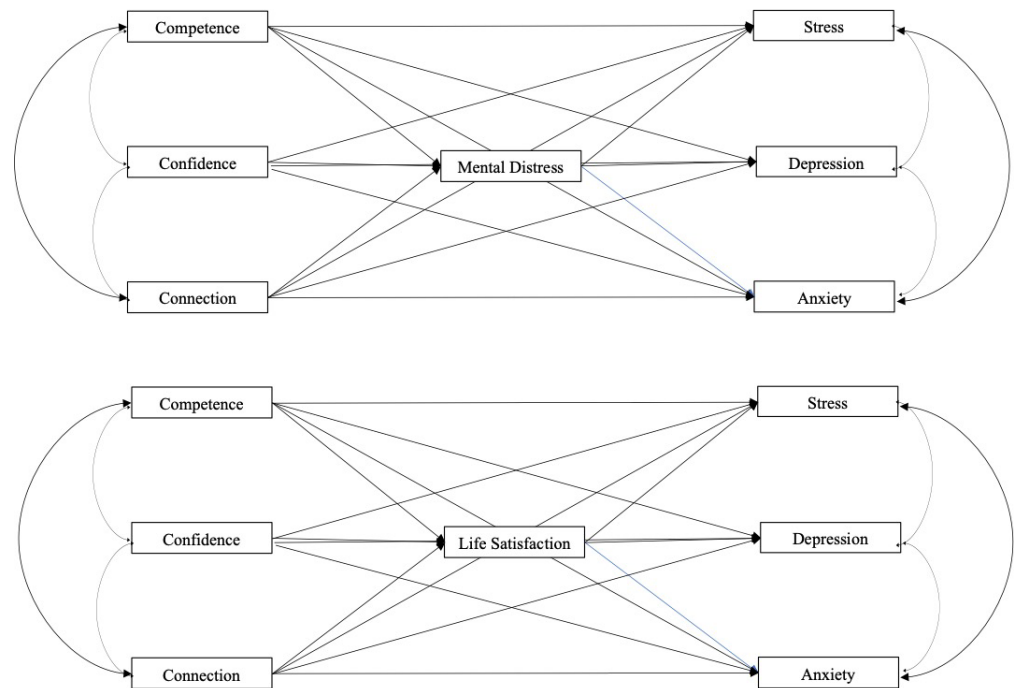 Competence
Stress
Confidence
Mental Distress
Depression
Connection
Anxiety
Competence
Stress
Confidence
Life Satisfaction
Depression
Connection
Anxiety